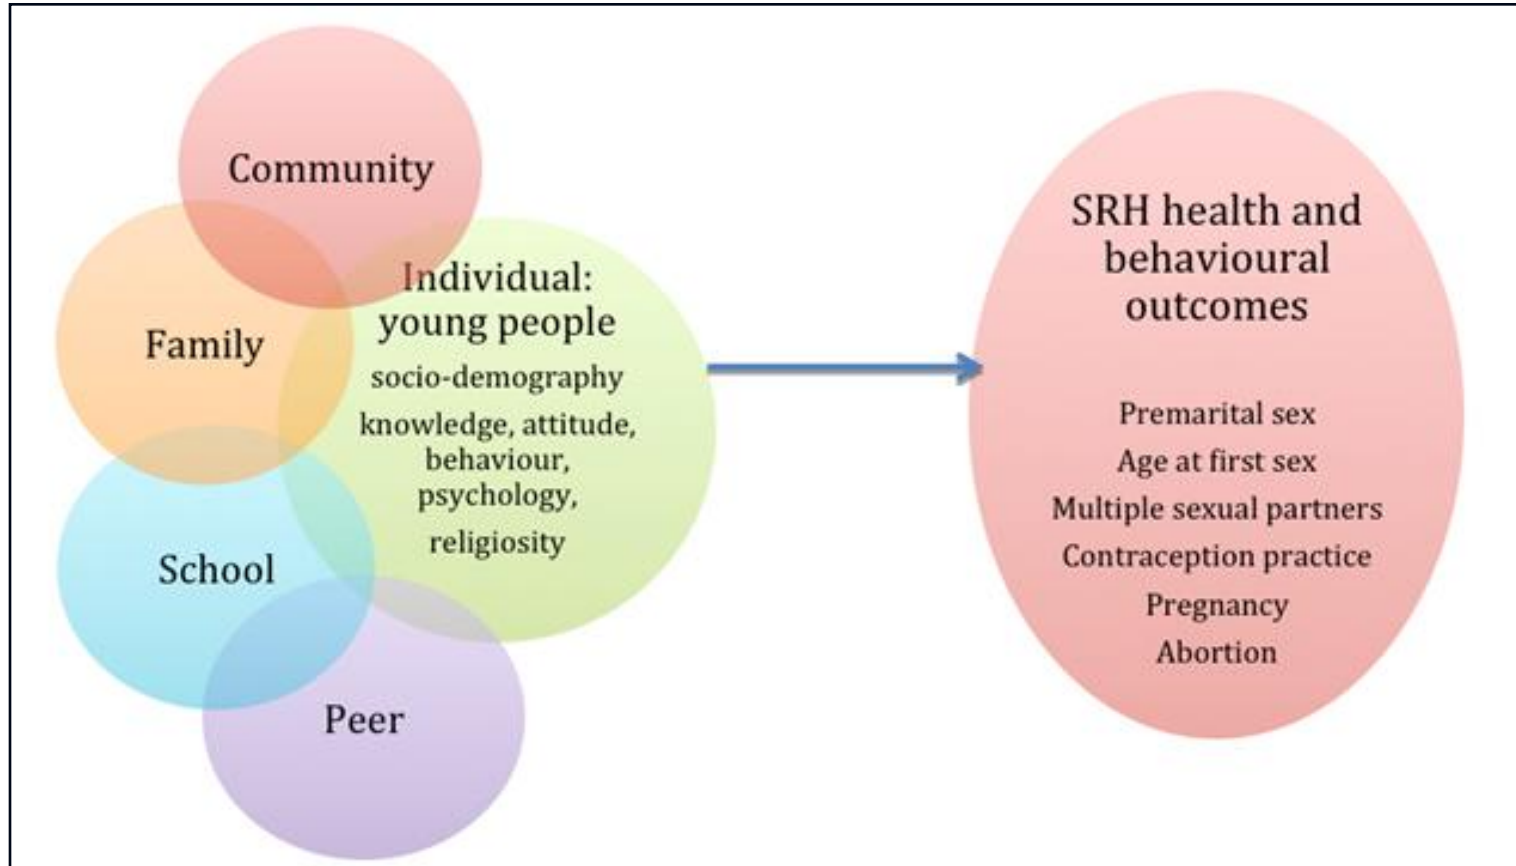 Community
Family
School
Peer
Individual:
young people
socio-demography
knowledge, attitude,
behaviour,
psychology,
religiosity
SRH health and
behavioural
outcomes
Premarital sex
Age at first sex
Multiple sexual partners
Contraception practice
Pregnancy
Abortion